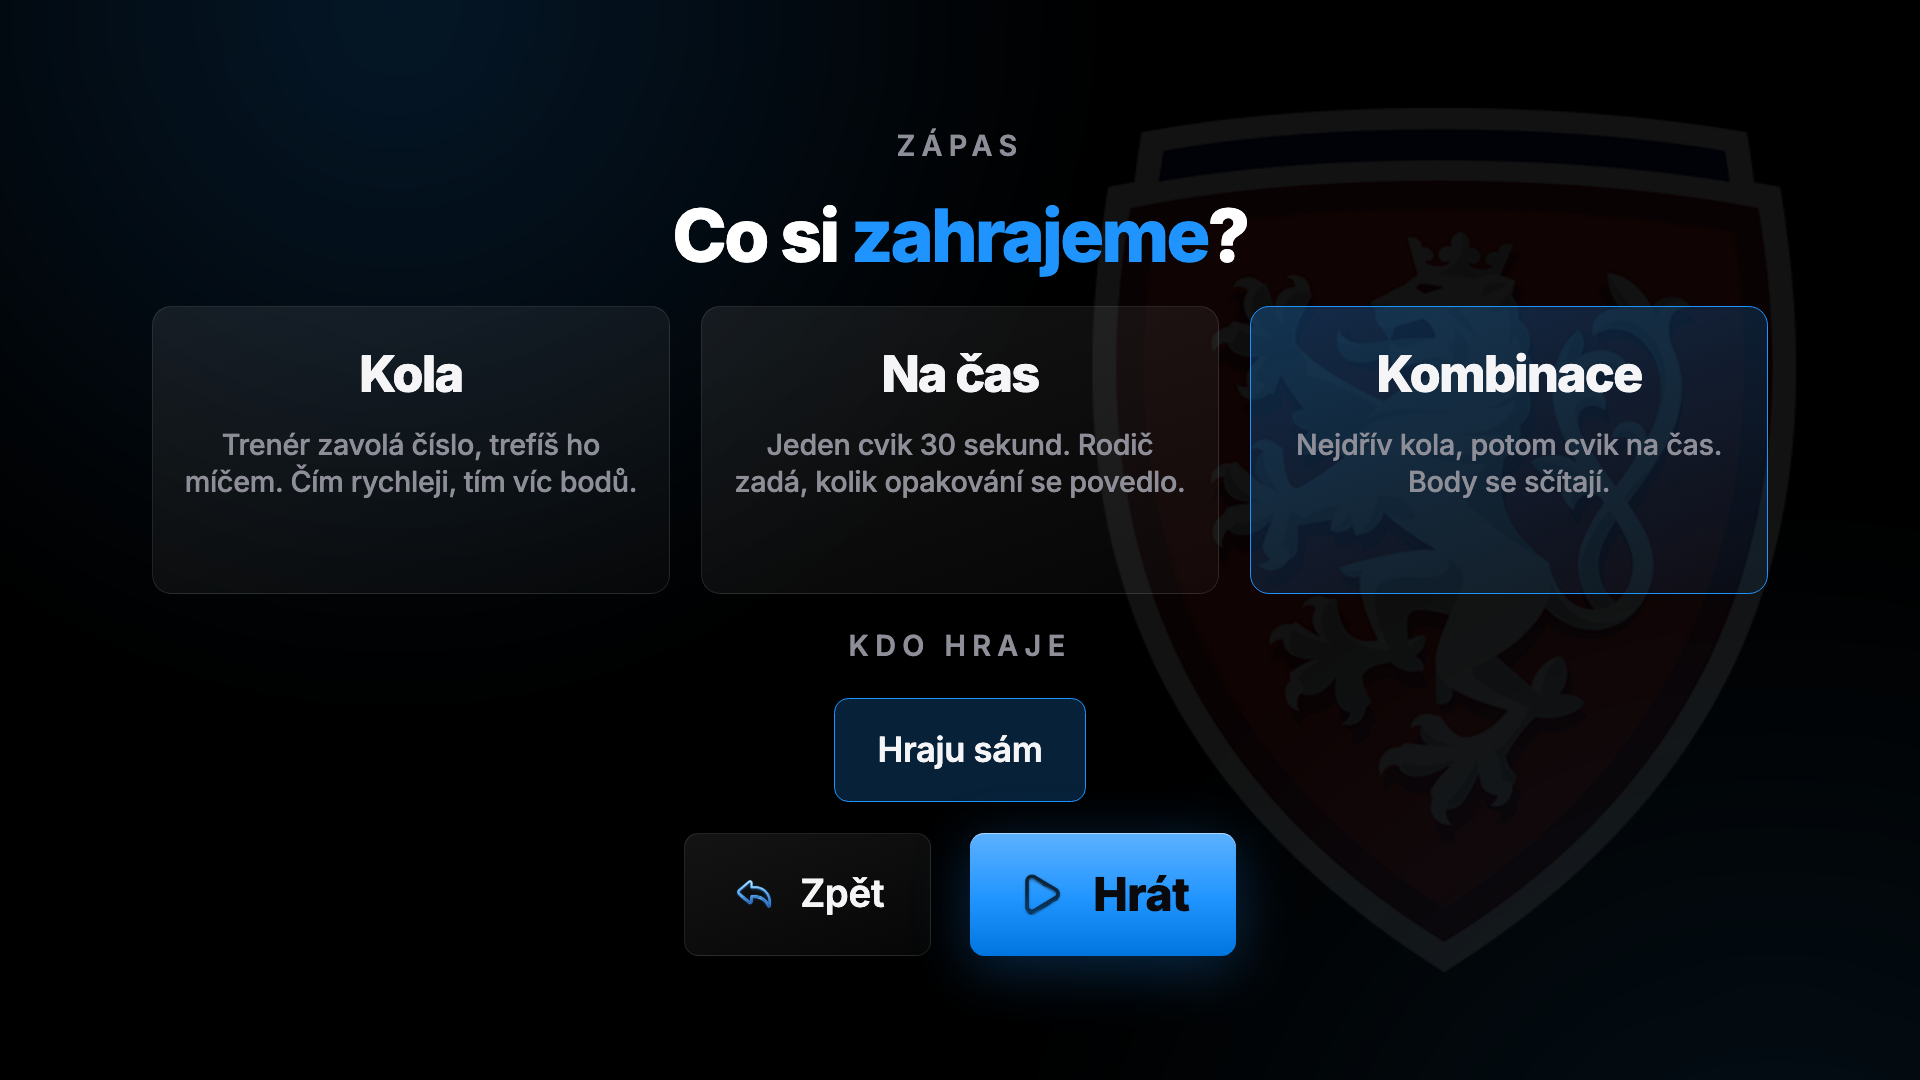 ZÁPAS
Co si zahrajeme?
Kola
Trenér zavolá číslo, trefíš ho
míčem. Čím rychleji, tím víc bodů.
Na čas
Jeden cvik 30 sekund. Rodič
zadá, kolik opakování se povedlo.
Kombinace
Nejdřív kola, potom cvik na čas.
Body se sčítají.
KDO HRAJE
Hraju sám
Zpět
Hrát